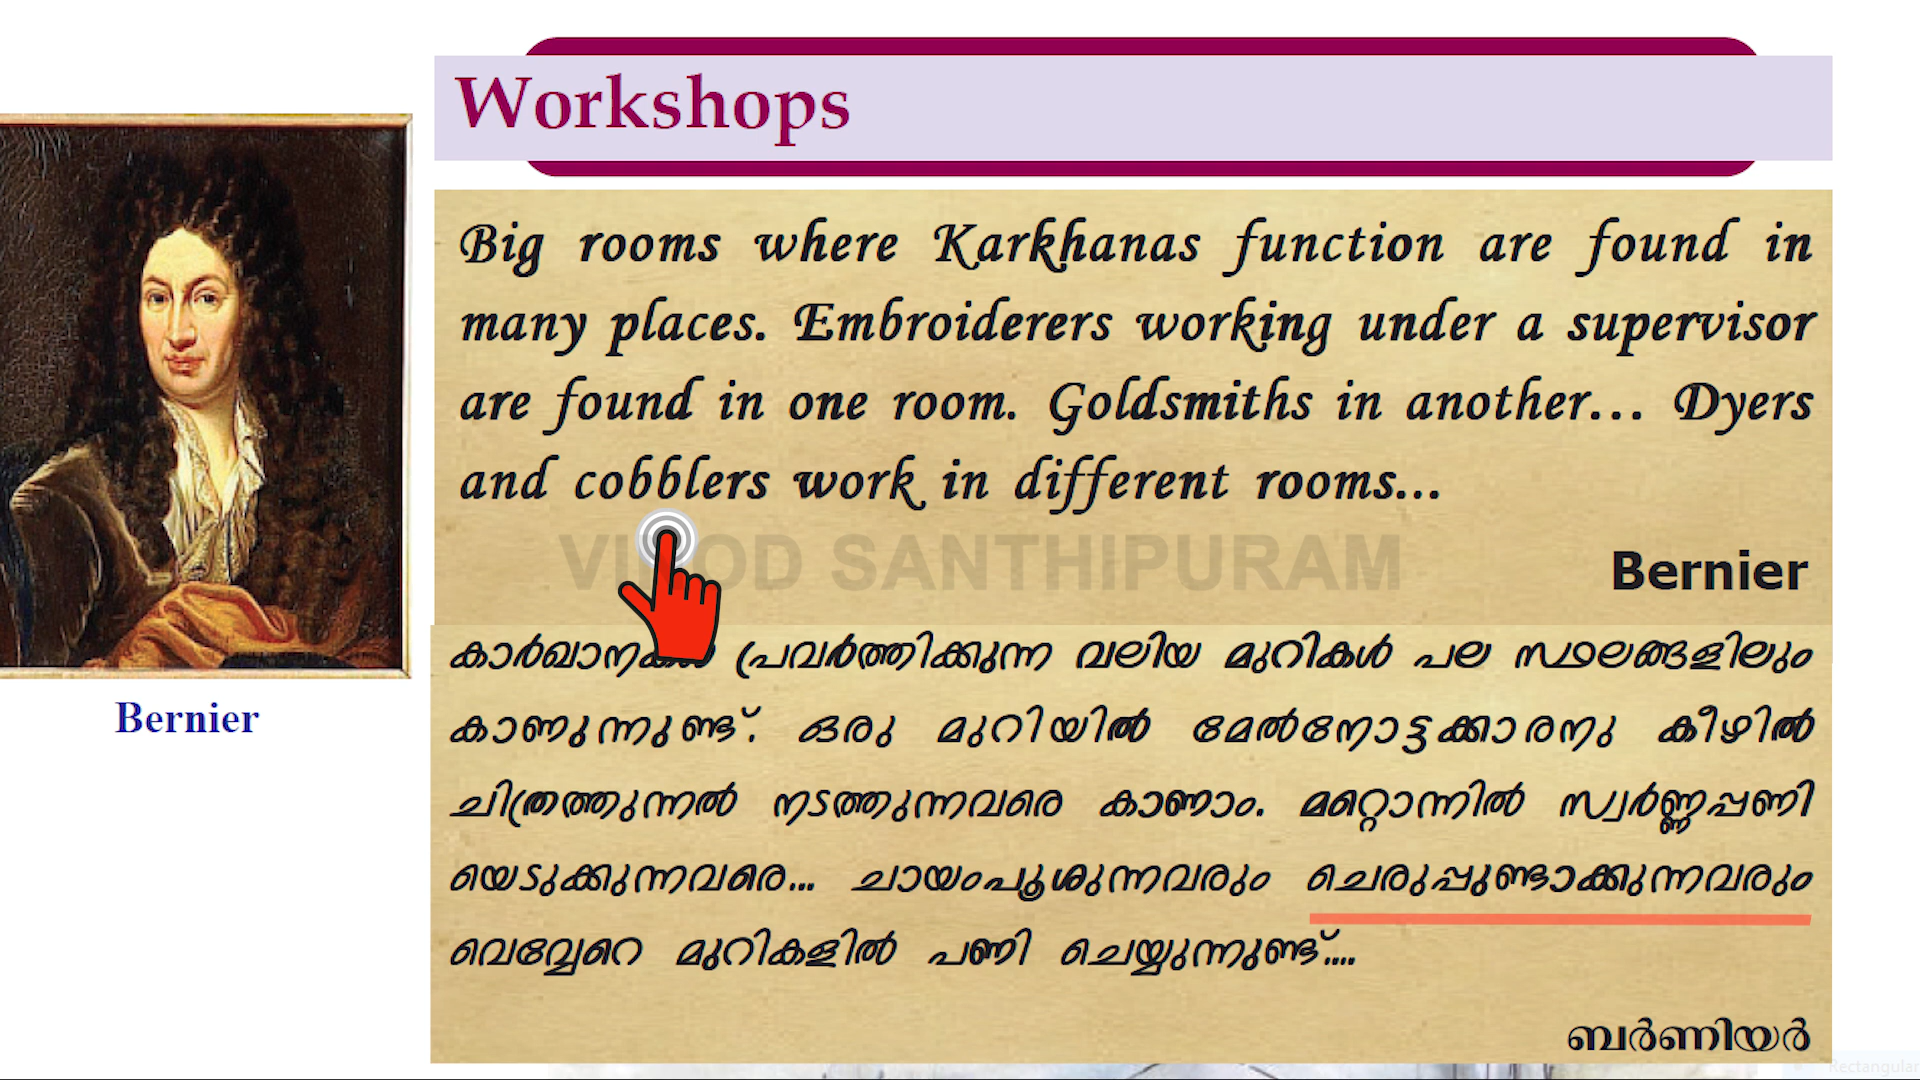 Workshops
Big rooms where Karkhanas function are found in
many places. Embroiderers working under a supervisor
are found in one room. Goldsmiths in another... Dyers
and cobblers work in different rooms...
VINOD SANTHIPURAM
Bernier
Bernier
കാർഖാനകൾ പ്രവർത്തിക്കുന്ന വലിയ മുറികൾ പല സ്ഥലങ്ങളിലും
കാണുന്നുണ്ട്. ഒരു മുറിയിൽ മേൽനോട്ടക്കാരനു കീഴിൽ
ചിത്രത്തുന്നൽ നടത്തുന്നവരെ കാണാം. മറ്റൊന്നിൽ സ്വർണ്ണപ്പണി
യെടുക്കുന്നവരെ... ചായംപൂശുന്നവരും ചെരുപ്പുണ്ടാക്കുന്നവരും
വെവ്വേറെ മുറികളിൽ പണി ചെയ്യുന്നുണ്ട്....
ബർണിയർ
Rectangular